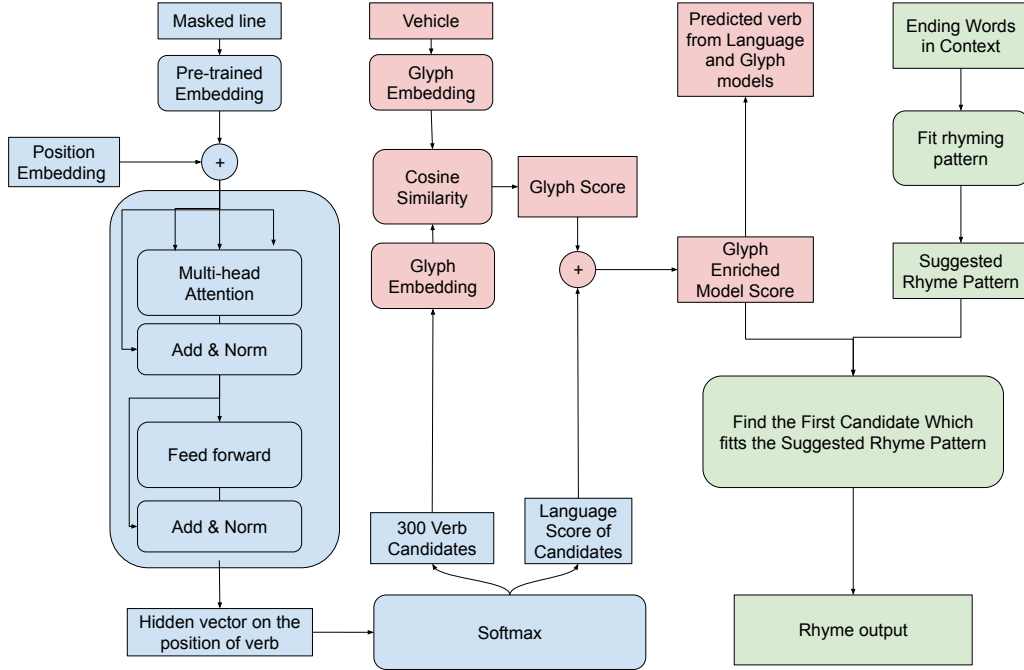 Masked line
Pre-trained
Embedding
Position
Embedding
+
Multi-head
Attention
Add & Norm
Feed forward
Add & Norm
Hidden vector on the
position of verb
Softmax
300 Verb
Candidates
Language
Score of
Candidates
Vehicle
Glyph
Embedding
Cosine
Similarity
Glyph
Embedding
Glyph Score
+
Glyph
Enriched
Model Score
Predicted verb
from Language
and Glyph
models
Ending Words
in Context
Fit rhyming
pattern
Suggested
Rhyme Pattern
Find the First Candidate Which
fitts the Suggested Rhyme Pattern
Rhyme output